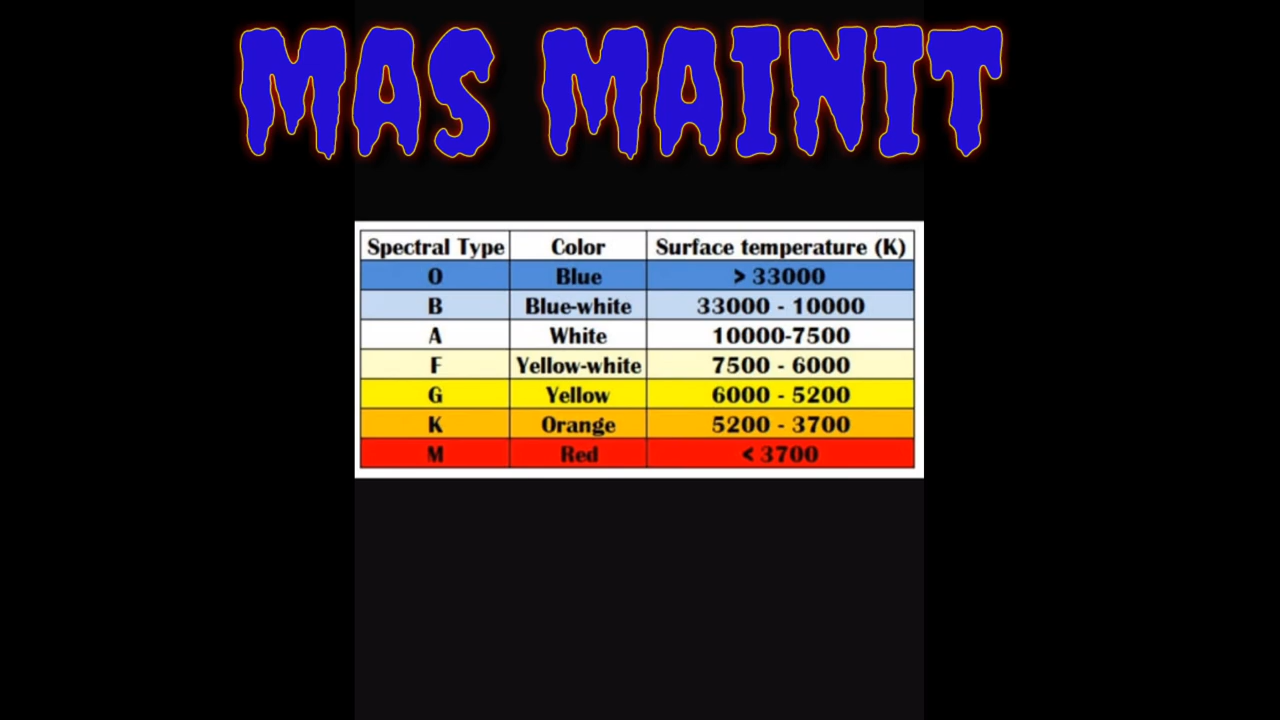 MAS MAINIT
Spectral Type Color Surface temperature (K)
O Blue > 33000
B Blue-white 33000 - 10000
A White 10000-7500
F Yellow-white 7500 - 6000
G Yellow 6000 - 5200
K Orange 5200 - 3700
M Red < 3700